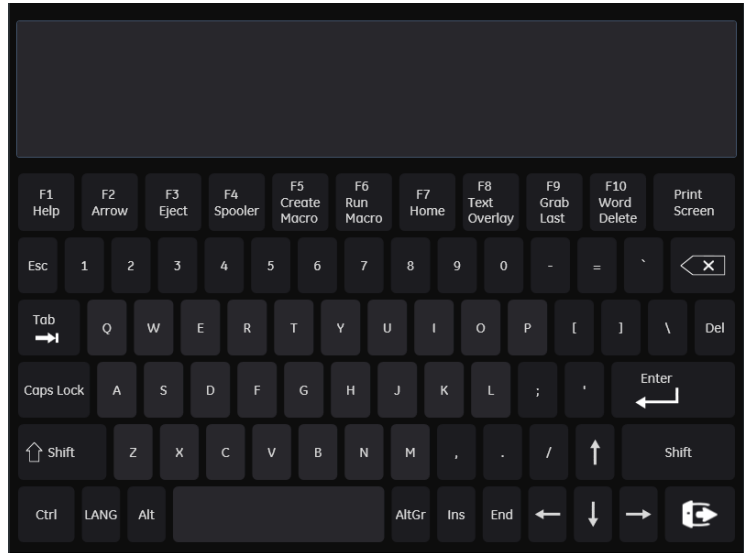 F1 Help F2 Arrow F3 Eject F4 Spooler F5 Create Macro F6 Run Macro F7 Home F8 Text Overlay F9 Grab Last F10 Word Delete Print Screen
Esc 1 2 3 4 5 6 7 8 9 0 - = `
Tab Q W E R T Y U I O P [ ] \ Del
Caps Lock A S D F G H J K L ; ' Enter
Shift Z X C V B N M , . / Shift
Ctrl LANG Alt AltGr Ins End